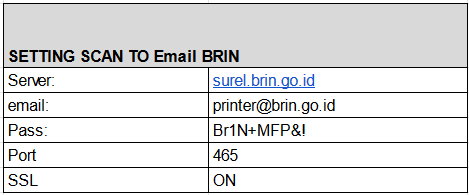 SETTING SCAN TO Email BRIN
Server: surel.brin.go.id
email: printer@brin.go.id
Pass: Br1N+MFP&!
Port 465
SSL ON